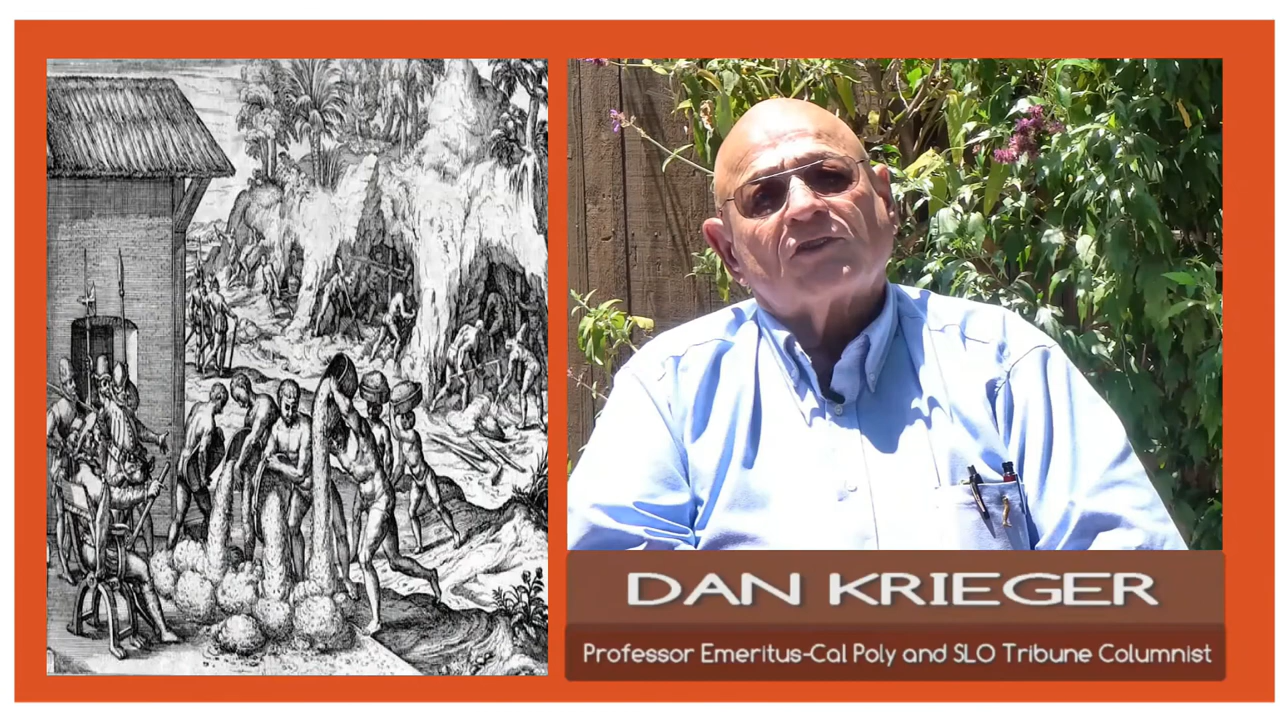 DAN KRIEGER
Professor Emeritus-Cal Poly and SLO Tribune Columnist